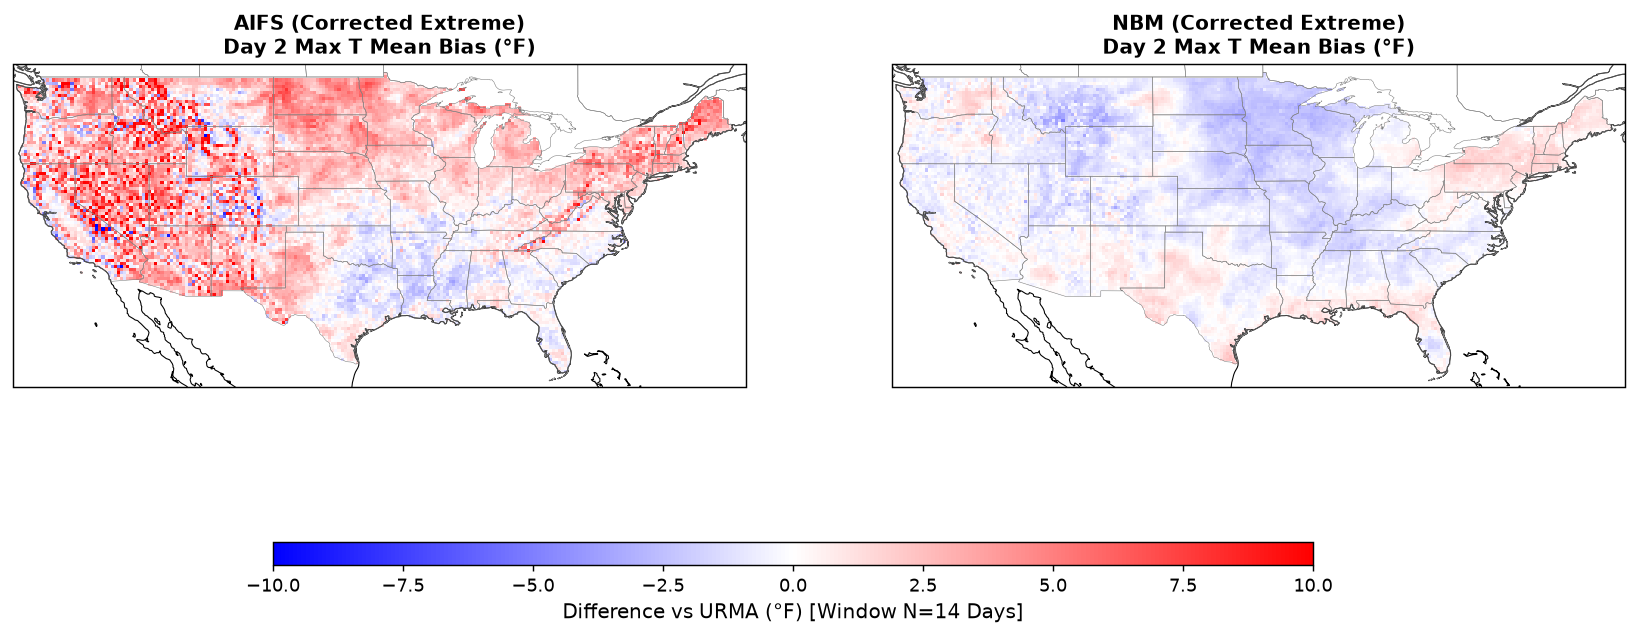 AIFS (Corrected Extreme)
Day 2 Max T Mean Bias (°F)
NBM (Corrected Extreme)
Day 2 Max T Mean Bias (°F)
−10.0 −7.5 −5.0 −2.5 0.0 2.5 5.0 7.5 10.0
Difference vs URMA (°F) [Window N=14 Days]